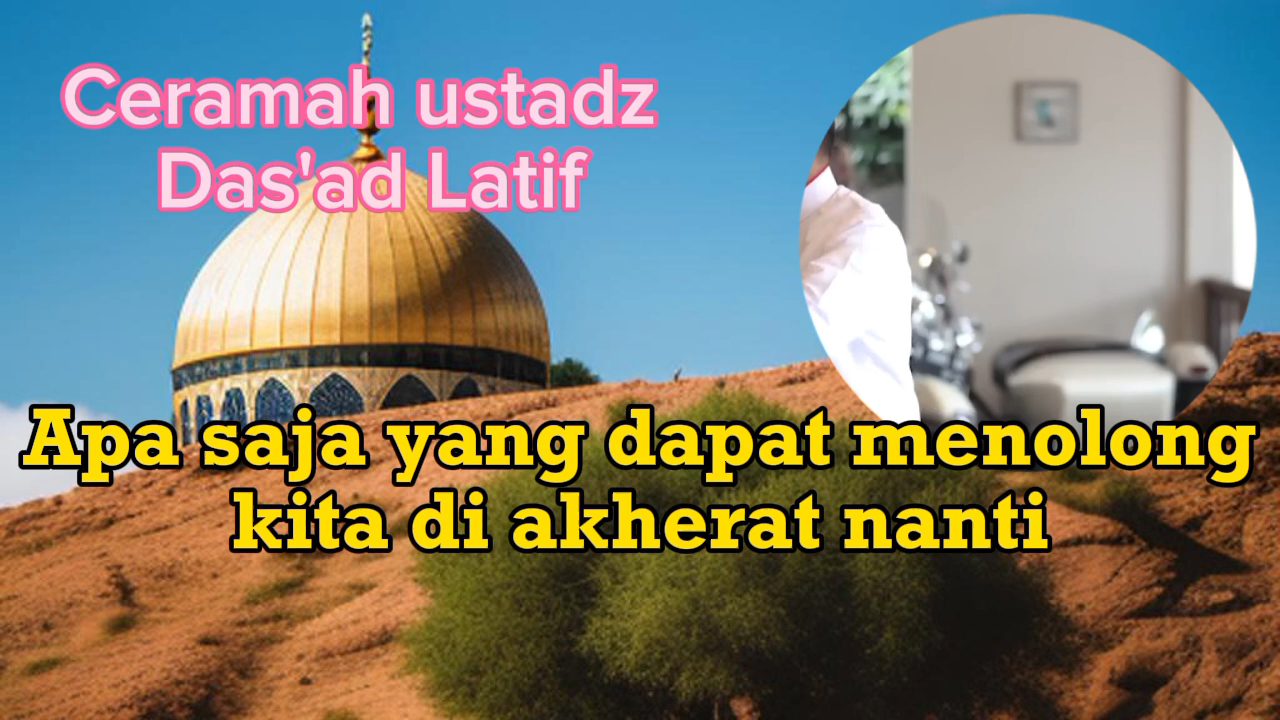 Ceramah ustadz
Das'ad Latif
Apa saja yang dapat menolong
kita di akherat nanti